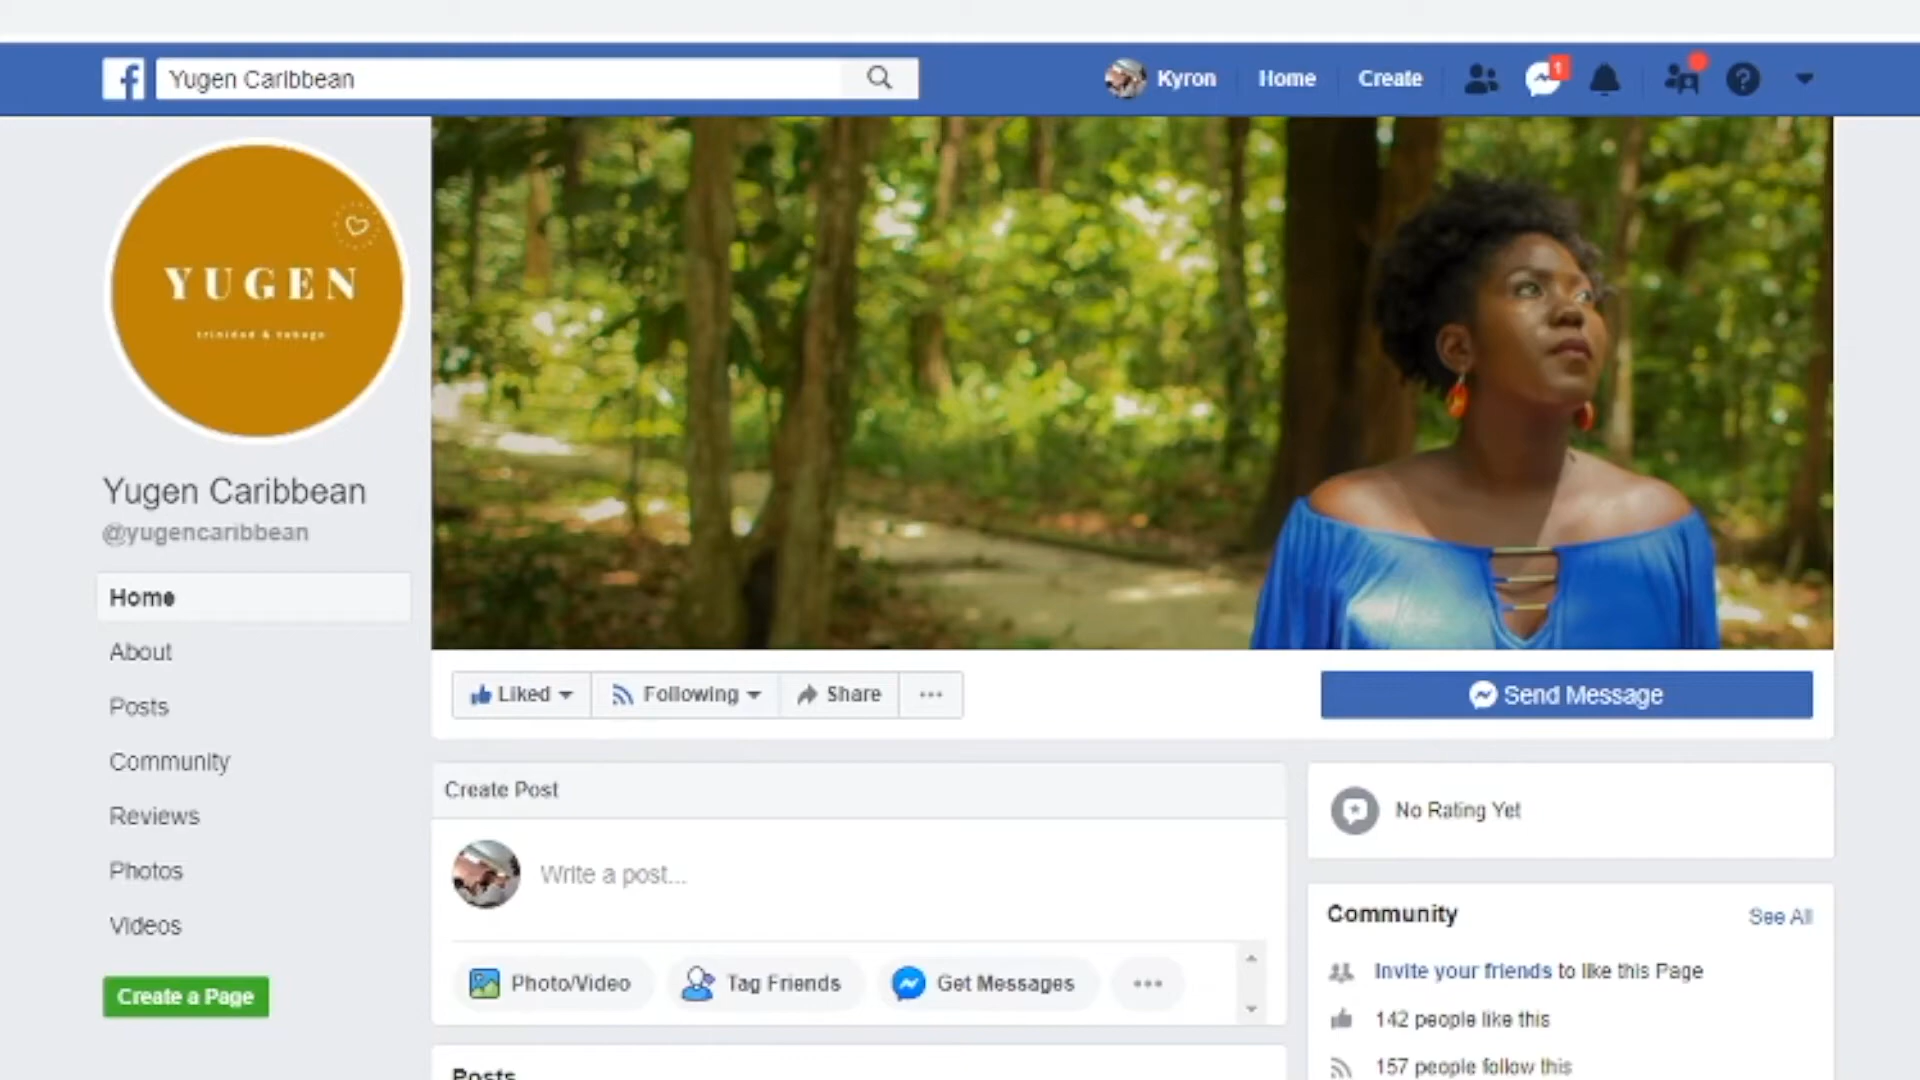 Yugen Caribbean
Kyron
Home
Create
1
YUGEN
trinidad & tobago
Yugen Caribbean
@yugencaribbean
Home
About
Posts
Community
Reviews
Photos
Videos
Create a Page
Liked
Following
Share
Send Message
Create Post
Write a post...
Photo/Video
Tag Friends
Get Messages
Posts
No Rating Yet
Community
See All
Invite your friends to like this Page
142 people like this
157 people follow this